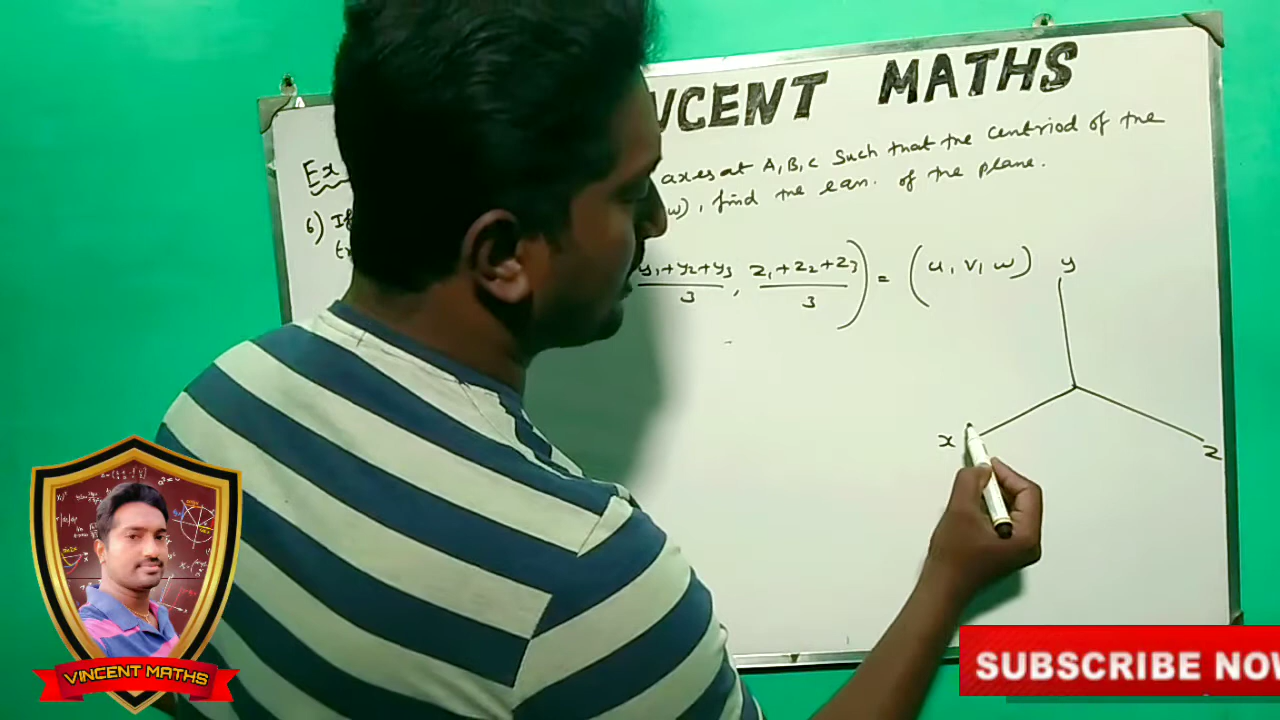 VINCENT MATHS
Ex
axes at A, B, C Such that the centriod of the
6) If
w), find the eqn. of the plane.
y₁+y₂+y₃/3, z₁+z₂+z₃/3) = (u, v, w)
y
x
z
VINCENT MATHS
SUBSCRIBE NOW